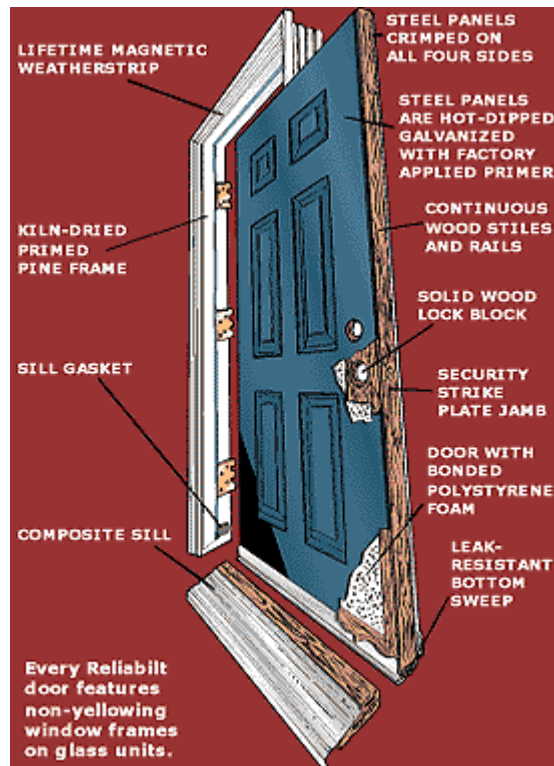 LIFETIME MAGNETIC
WEATHERSTRIP
KILN-DRIED
PRIMED
PINE FRAME
SILL GASKET
COMPOSITE SILL
Every Reliabilt
door features
non-yellowing
window frames
on glass units.
STEEL PANELS
CRIMPED ON
ALL FOUR SIDES
STEEL PANELS
ARE HOT-DIPPED
GALVANIZED
WITH FACTORY
APPLIED PRIMER
CONTINUOUS
WOOD STILES
AND RAILS
SOLID WOOD
LOCK BLOCK
SECURITY
STRIKE
PLATE JAMB
DOOR WITH
BONDED
POLYSTYRENE
FOAM
LEAK-
RESISTANT
BOTTOM
SWEEP